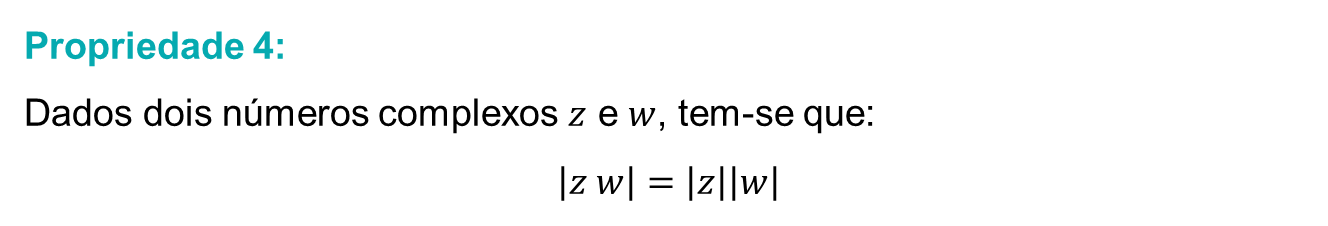 Propriedade 4:
Dados dois números complexos z e w, tem-se que:
|z w| = |z||w|